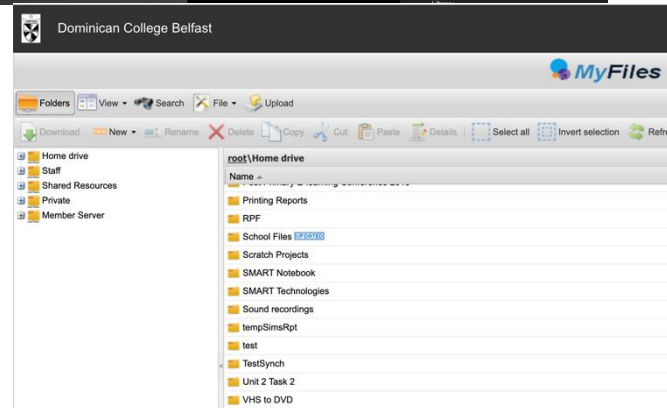 Dominican College Belfast
MyFiles
Folders View Search File Upload
Download New Rename Delete Copy Cut Paste Details Select all Invert selection Refre
Home drive
Staff
Shared Resources
Private
Member Server
root\Home drive
Name
Printing Reports
RPF
School Files UPDATED
Scratch Projects
SMART Notebook
SMART Technologies
Sound recordings
tempSimsRpt
test
TestSynch
Unit 2 Task 2
VHS to DVD